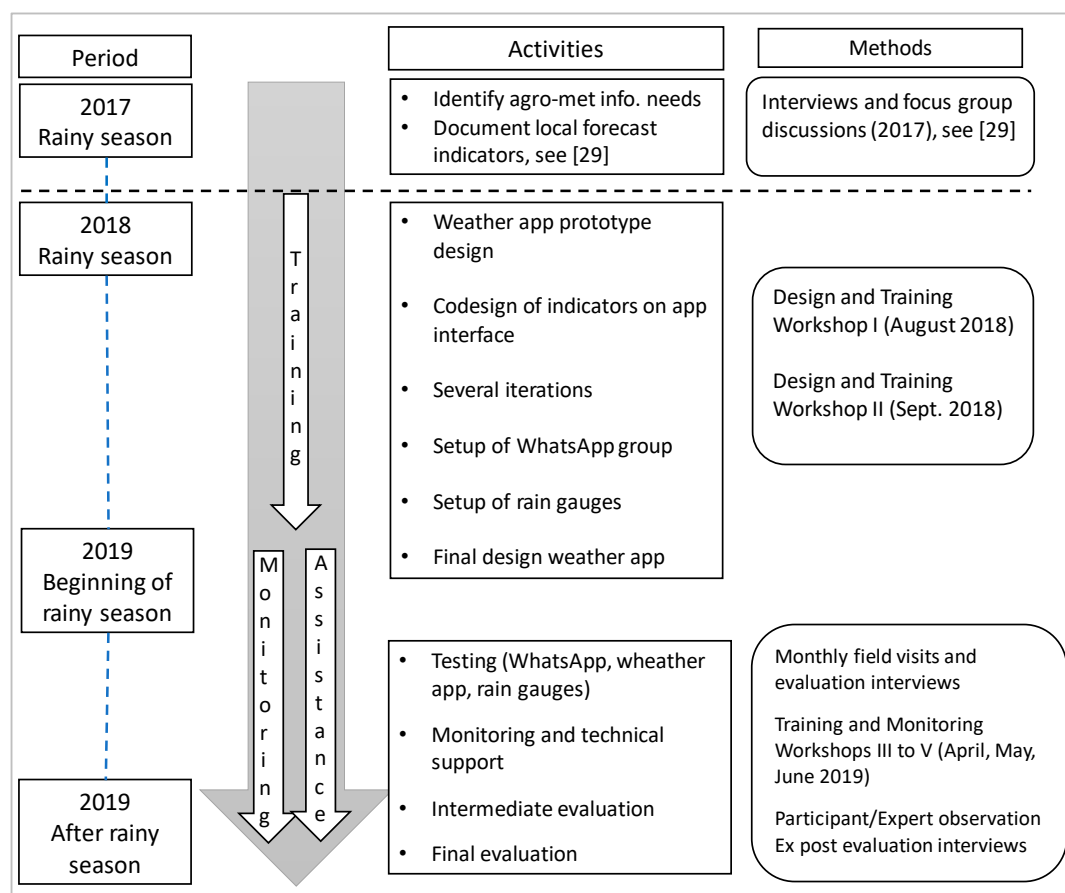 Period
Activities
Methods
2017
Rainy season
• Identify agro-met info. needs
• Document local forecast
indicators, see [29]
Interviews and focus group
discussions (2017), see [29]
2018
Rainy season
Training
• Weather app prototype
design
• Codesign of indicators on app
interface
• Several iterations
• Setup of WhatsApp group
• Setup of rain gauges
• Final design weather app
Design and Training
Workshop I (August 2018)
Design and Training
Workshop II (Sept. 2018)
2019
Beginning of
rainy season
Monitoring
Assistance
• Testing (WhatsApp, wheather
app, rain gauges)
• Monitoring and technical
support
• Intermediate evaluation
• Final evaluation
Monthly field visits and
evaluation interviews
Training and Monitoring
Workshops III to V (April, May,
June 2019)
Participant/Expert observation
Ex post evaluation interviews
2019
After rainy
season